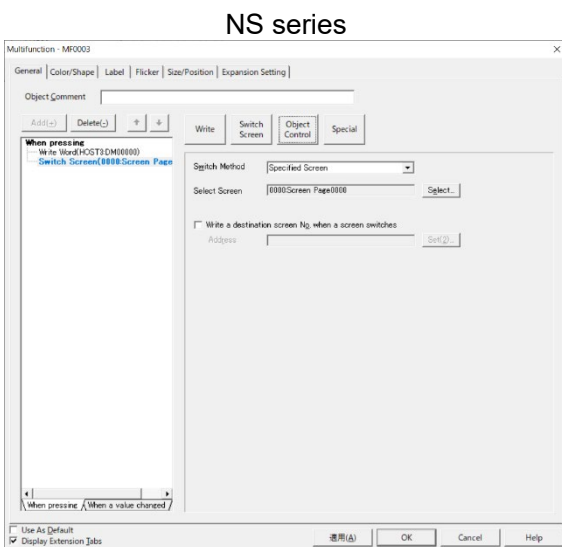 NS series
Multifunction - MF0003
General Color/Shape Label Flicker Size/Position Expansion Setting
Object Comment
Add(+) Delete(-)
Write Switch Screen Object Control Special
When pressing
Write Word(HOST3:DM00000)
Switch Screen(0000:Screen Page
Switch Method Specified Screen
Select Screen 0000:Screen Page0000 Select...
Write a destination screen No. when a screen switches
Address Set(2)...
When pressing When a value changed
Use As Default
Display Extension Tabs
適用(A) OK Cancel Help